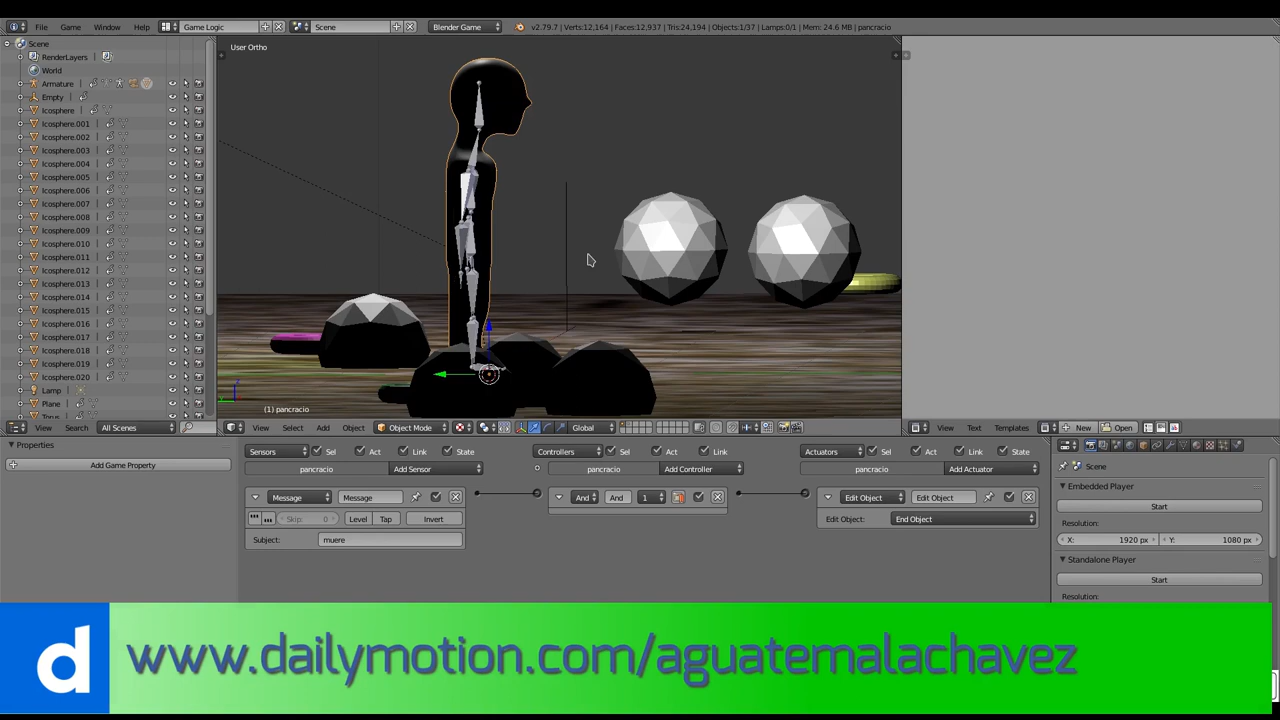 File Game Window Help Game Logic Scene Blender Game v2.79.7 | Verts:12,164 | Faces:12,937 | Tris:24,194 | Objects:1/37 | Lamps:0/1 | Mem: 24.6 MB | pancracio
Scene
RenderLayers
World
Armature
Empty
Icosphere
Icosphere.001
Icosphere.002
Icosphere.003
Icosphere.004
Icosphere.005
Icosphere.006
Icosphere.007
Icosphere.008
Icosphere.009
Icosphere.010
Icosphere.011
Icosphere.012
Icosphere.013
Icosphere.014
Icosphere.015
Icosphere.016
Icosphere.017
Icosphere.018
Icosphere.019
Icosphere.020
Lamp
Plane
Torus
View Search All Scenes
User Ortho
(1) pancracio
View Select Add Object Object Mode Global
View Text Templates New Open
Properties
Add Game Property
Sensors Sel Act Link State
pancracio Add Sensor
Message Message
Skip: 0 Level Tap Invert
Subject: muere
Controllers Sel Act Link
pancracio Add Controller
And And 1
Actuators Sel Act Link State
pancracio Add Actuator
Edit Object Edit Object
Edit Object: End Object
Scene
Embedded Player
Start
Resolution:
X: 1920 px Y: 1080 px
Standalone Player
Start
Resolution:
d www.dailymotion.com/aguatemalachavez